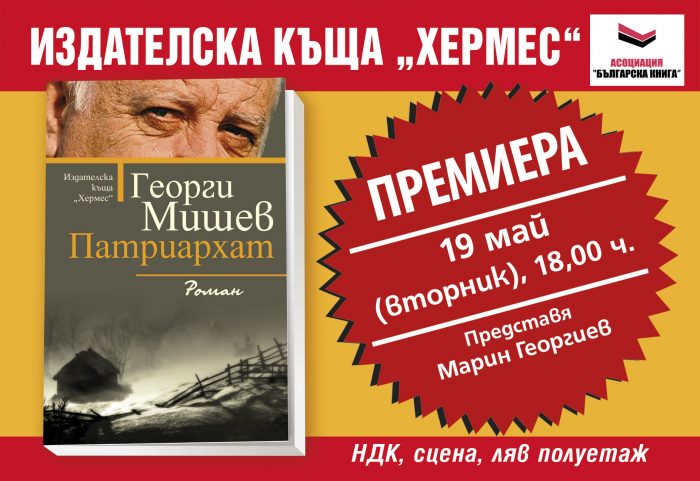 ИЗДАТЕЛСКА КЪЩА „ХЕРМЕС“
АСОЦИАЦИЯ
"БЪЛГАРСКА КНИГА"
Издателска
къща
„Хермес“
Георги
Мишев
Патриархат
Роман
ПРЕМИЕРА
19 май
(вторник), 18,00 ч.
Представя
Марин Георгиев
НДК, сцена, ляв полуетаж